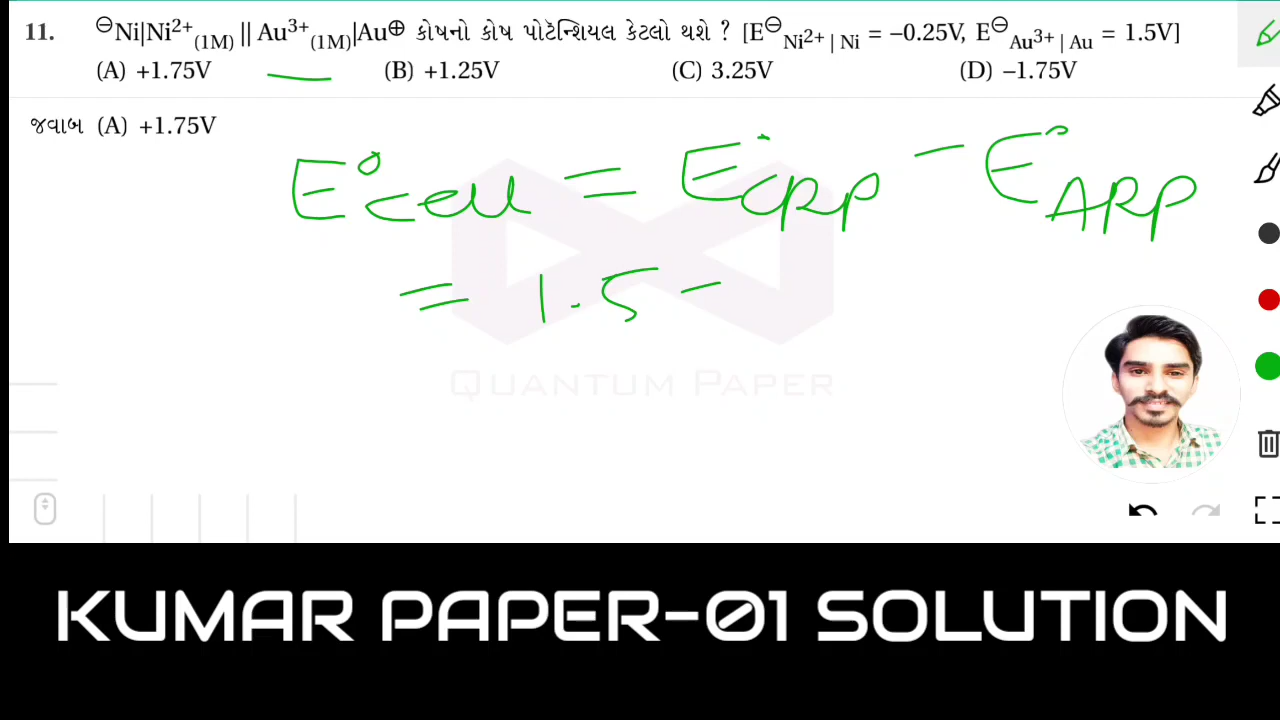 11. ⊖Ni|Ni²⁺(1M) || Au³⁺(1M)|Au⊕ કોષનો કોષ પોટૅન્શિયલ કેટલો થશે ? [E⊖ Ni²⁺ | Ni = –0.25V, E⊖ Au³⁺ | Au = 1.5V]
(A) +1.75V (B) +1.25V (C) 3.25V (D) –1.75V
જવાબ (A) +1.75V
E°cell = E°CRP – E°ARP
= 1.5 –
QUANTUM PAPER
KUMAR PAPER-01 SOLUTION